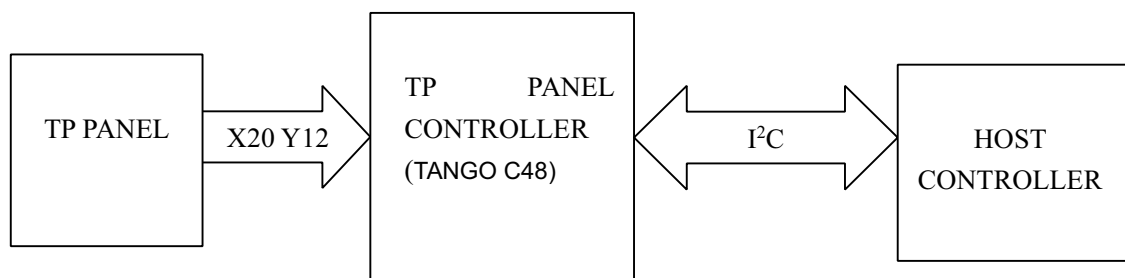 TP PANEL
X20 Y12
TP PANEL
CONTROLLER
(TANGO C48)
I²C
HOST
CONTROLLER